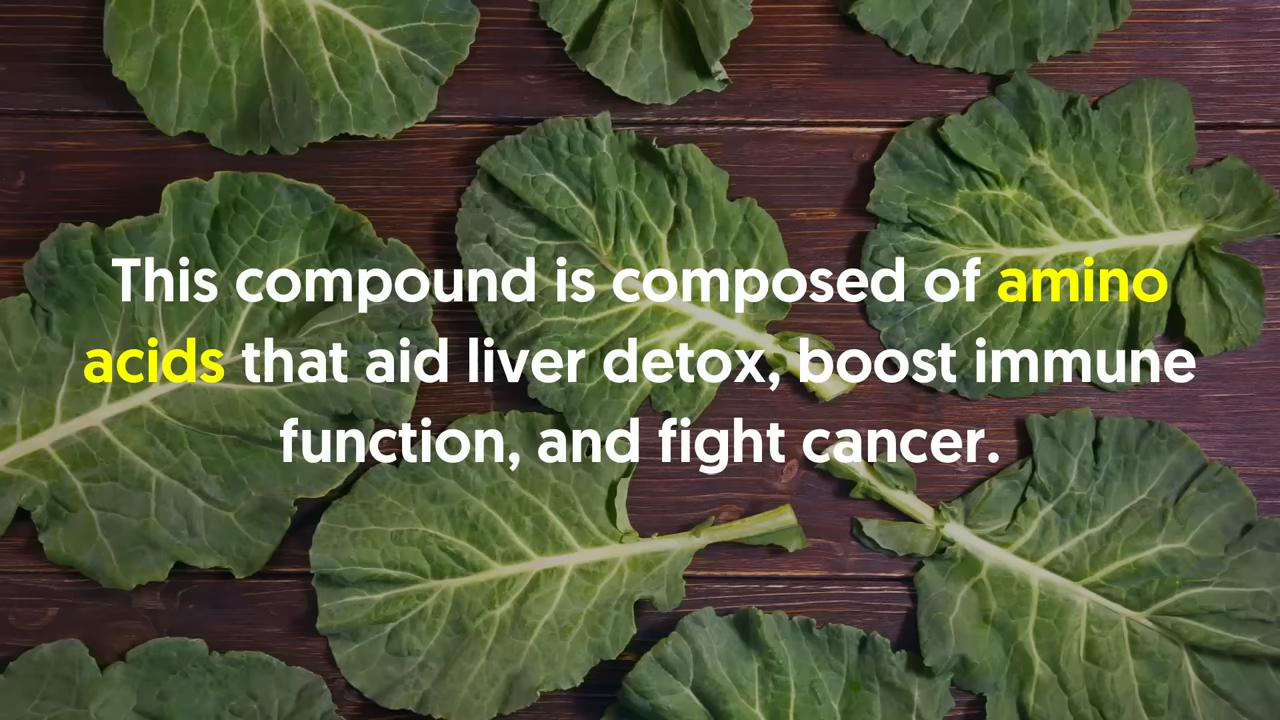 This compound is composed of amino
acids that aid liver detox, boost immune
function, and fight cancer.